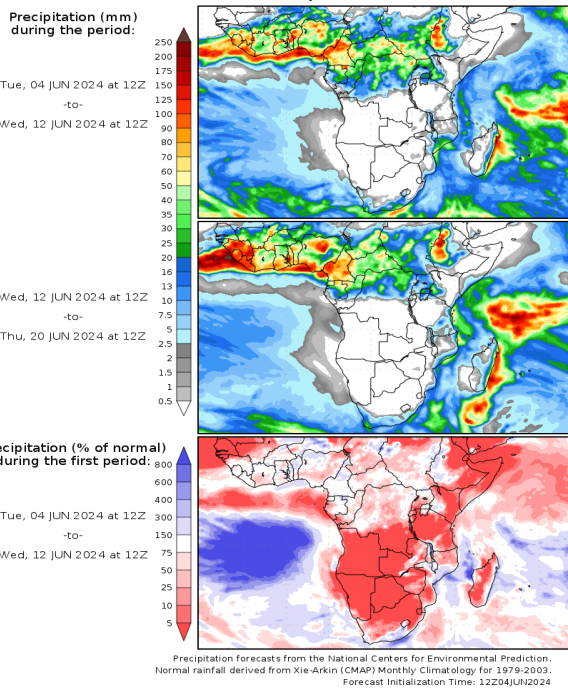 Precipitation (mm)
during the period:
250
200
175
150
125
100
90
80
70
60
50
40
35
30
25
20
16
13
10
7.5
5
2.5
2
1.5
1
0.5
Tue, 04 JUN 2024 at 12Z
-to-
Wed, 12 JUN 2024 at 12Z
Wed, 12 JUN 2024 at 12Z
-to-
Thu, 20 JUN 2024 at 12Z
ecipitation (% of normal)
during the first period:
800
600
400
300
150
75
50
25
10
5
Tue, 04 JUN 2024 at 12Z
-to-
Wed, 12 JUN 2024 at 12Z
Precipitation forecasts from the National Centers for Environmental Prediction.
Normal rainfall derived from Xie-Arkin (CMAP) Monthly Climatology for 1979-2003.
Forecast Initialization Time: 12Z04JUN2024